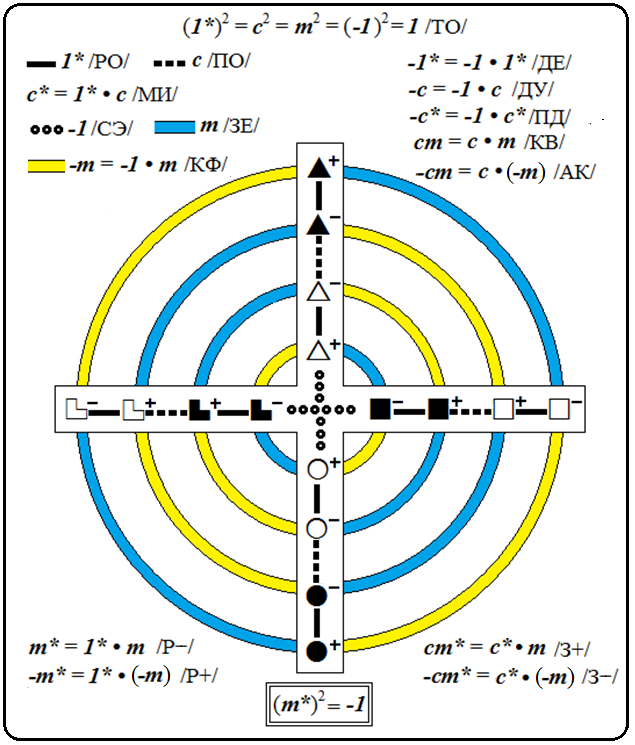 (1*)² = c² = m² = (-1)² = 1 /ТО/
1* /РО/ c /ПО/
c* = 1* • c /МИ/
-1 /СЭ/ m /ЗЕ/
-m = -1 • m /КФ/
-1* = -1 • 1* /ДЕ/
-c = -1 • c /ДУ/
-c* = -1 • c* /ПД/
cm = c • m /КВ/
-cm = c • (-m) /АК/
+
−
−
+
− + + − − + + −
+
−
−
+
m* = 1* • m /Р−/
-m* = 1* • (-m) /Р+/
cm* = c* • m /З+/
-cm* = c* • (-m) /З−/
(m*)² = -1